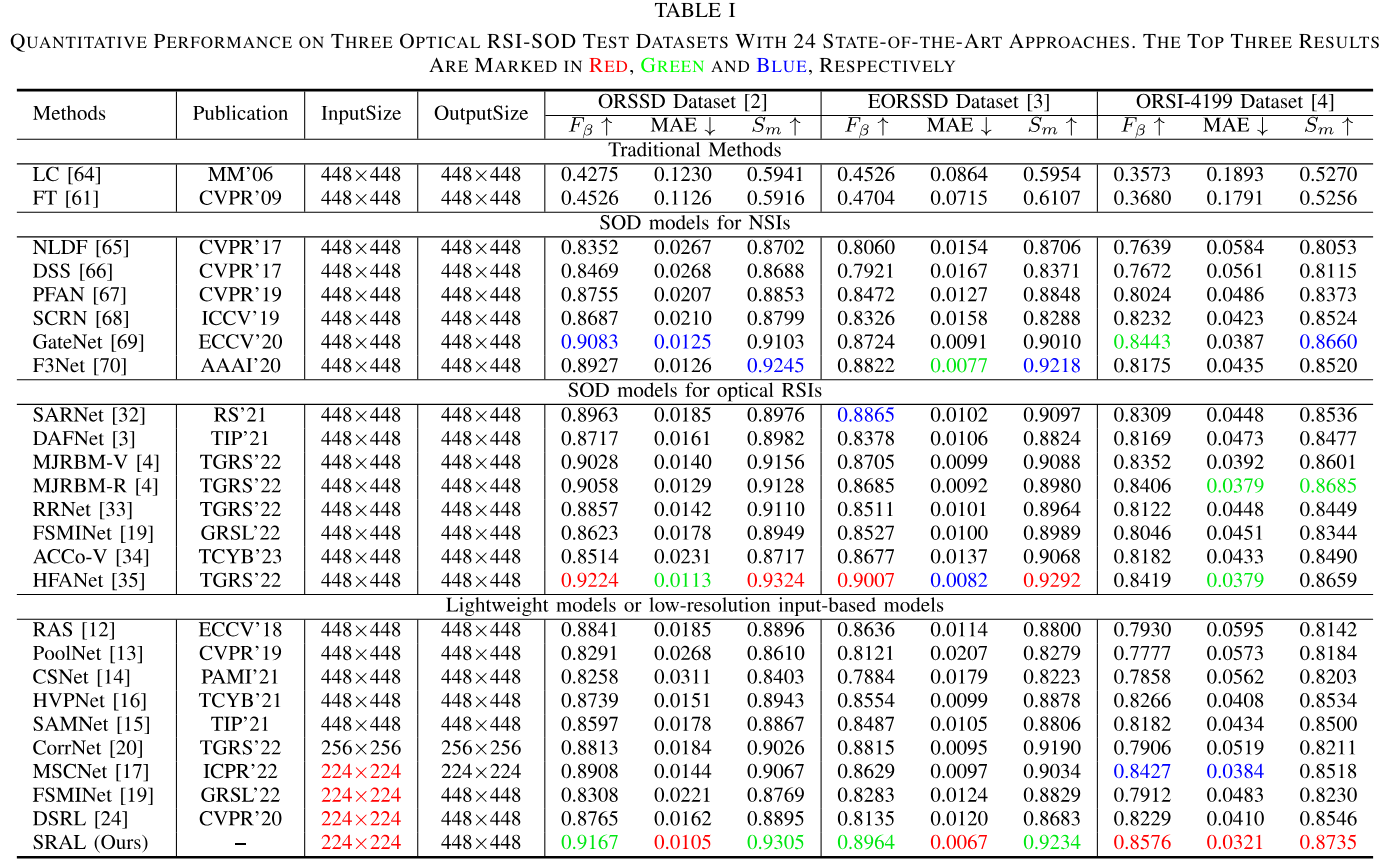 TABLE I
QUANTITATIVE PERFORMANCE ON THREE OPTICAL RSI-SOD TEST DATASETS WITH 24 STATE-OF-THE-ART APPROACHES. THE TOP THREE RESULTS
ARE MARKED IN RED, GREEN AND BLUE, RESPECTIVELY
Methods Publication InputSize OutputSize ORSSD Dataset [2] EORSSD Dataset [3] ORSI-4199 Dataset [4]
Fβ ↑ MAE ↓ Sm ↑ Fβ ↑ MAE ↓ Sm ↑ Fβ ↑ MAE ↓ Sm ↑
Traditional Methods
LC [64] MM'06 448×448 448×448 0.4275 0.1230 0.5941 0.4526 0.0864 0.5954 0.3573 0.1893 0.5270
FT [61] CVPR'09 448×448 448×448 0.4526 0.1126 0.5916 0.4704 0.0715 0.6107 0.3680 0.1791 0.5256
SOD models for NSIs
NLDF [65] CVPR'17 448×448 448×448 0.8352 0.0267 0.8702 0.8060 0.0154 0.8706 0.7639 0.0584 0.8053
DSS [66] CVPR'17 448×448 448×448 0.8469 0.0268 0.8688 0.7921 0.0167 0.8371 0.7672 0.0561 0.8115
PFAN [67] CVPR'19 448×448 448×448 0.8755 0.0207 0.8853 0.8472 0.0127 0.8848 0.8024 0.0486 0.8373
SCRN [68] ICCV'19 448×448 448×448 0.8687 0.0210 0.8799 0.8326 0.0158 0.8288 0.8232 0.0423 0.8524
GateNet [69] ECCV'20 448×448 448×448 0.9083 0.0125 0.9103 0.8724 0.0091 0.9010 0.8443 0.0387 0.8660
F3Net [70] AAAI'20 448×448 448×448 0.8927 0.0126 0.9245 0.8822 0.0077 0.9218 0.8175 0.0435 0.8520
SOD models for optical RSIs
SARNet [32] RS'21 448×448 448×448 0.8963 0.0185 0.8976 0.8865 0.0102 0.9097 0.8309 0.0448 0.8536
DAFNet [3] TIP'21 448×448 448×448 0.8717 0.0161 0.8982 0.8378 0.0106 0.8824 0.8169 0.0473 0.8477
MJRBM-V [4] TGRS'22 448×448 448×448 0.9028 0.0140 0.9156 0.8705 0.0099 0.9088 0.8352 0.0392 0.8601
MJRBM-R [4] TGRS'22 448×448 448×448 0.9058 0.0129 0.9128 0.8685 0.0092 0.8980 0.8406 0.0379 0.8685
RRNet [33] TGRS'22 448×448 448×448 0.8857 0.0142 0.9110 0.8511 0.0101 0.8964 0.8122 0.0448 0.8449
FSMINet [19] GRSL'22 448×448 448×448 0.8623 0.0178 0.8949 0.8527 0.0100 0.8989 0.8046 0.0451 0.8344
ACCo-V [34] TCYB'23 448×448 448×448 0.8514 0.0231 0.8717 0.8677 0.0137 0.9068 0.8182 0.0433 0.8490
HFANet [35] TGRS'22 448×448 448×448 0.9224 0.0113 0.9324 0.9007 0.0082 0.9292 0.8419 0.0379 0.8659
Lightweight models or low-resolution input-based models
RAS [12] ECCV'18 448×448 448×448 0.8841 0.0185 0.8896 0.8636 0.0114 0.8800 0.7930 0.0595 0.8142
PoolNet [13] CVPR'19 448×448 448×448 0.8291 0.0268 0.8610 0.8121 0.0207 0.8279 0.7777 0.0573 0.8184
CSNet [14] PAMI'21 448×448 448×448 0.8258 0.0311 0.8403 0.7884 0.0179 0.8223 0.7858 0.0562 0.8203
HVPNet [16] TCYB'21 448×448 448×448 0.8739 0.0151 0.8943 0.8554 0.0099 0.8878 0.8266 0.0408 0.8534
SAMNet [15] TIP'21 448×448 448×448 0.8597 0.0178 0.8867 0.8487 0.0105 0.8806 0.8182 0.0434 0.8500
CorrNet [20] TGRS'22 256×256 256×256 0.8813 0.0184 0.9026 0.8815 0.0095 0.9190 0.7906 0.0519 0.8211
MSCNet [17] ICPR'22 224×224 224×224 0.8908 0.0144 0.9067 0.8629 0.0097 0.9034 0.8427 0.0384 0.8518
FSMINet [19] GRSL'22 224×224 448×448 0.8308 0.0221 0.8769 0.8283 0.0124 0.8829 0.7912 0.0483 0.8230
DSRL [24] CVPR'20 224×224 448×448 0.8765 0.0162 0.8895 0.8135 0.0120 0.8683 0.8229 0.0410 0.8546
SRAL (Ours) – 224×224 448×448 0.9167 0.0105 0.9305 0.8964 0.0067 0.9234 0.8576 0.0321 0.8735